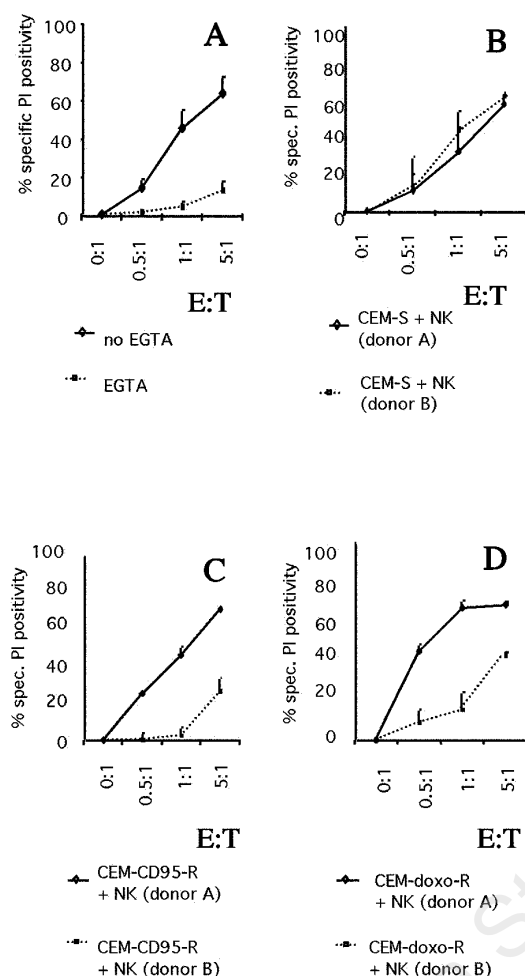 A
% specific PI positivity
100
80
60
40
20
0
0:1
0.5:1
1:1
5:1
E:T
no EGTA
EGTA
B
% spec. PI positivity
100
80
60
40
20
0
0:1
0.5:1
1:1
5:1
E:T
CEM-S + NK
(donor A)
CEM-S + NK
(donor B)
C
% spec. PI positivity
100
80
60
40
20
0
0:1
0.5:1
1:1
5:1
E:T
CEM-CD95-R
+ NK (donor A)
CEM-CD95-R
+ NK (donor B)
D
% spec. PI positivity
100
80
60
40
20
0
0:1
0.5:1
1:1
5:1
E:T
CEM-doxo-R
+ NK (donor A)
CEM-doxo-R
+ NK (donor B)